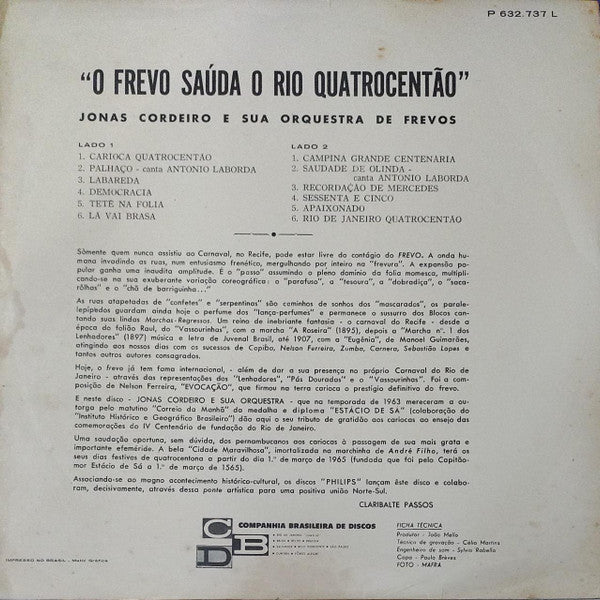 P 632.737 L
"O FREVO SAÚDA O RIO QUATROCENTÃO"
JONAS CORDEIRO E SUA ORQUESTRA DE FREVOS
LADO 1
1. CARIOCA QUATROCENTÃO
2. PALHAÇO - canta ANTONIO LABORDA
3. LABAREDA
4. DEMOCRACIA
5. TETÉ NA FOLIA
6. LÁ VAI BRASA
LADO 2
1. CAMPINA GRANDE CENTENÁRIA
2. SAUDADE DE OLINDA -
canta ANTONIO LABORDA
3. RECORDAÇÃO DE MERCEDES
4. SESSENTA E CINCO
5. APAIXONADO
6. RIO DE JANEIRO QUATROCENTÃO
Sòmente quem nunca assistiu ao Carnaval, no Recife, pode estar livre do contágio do FREVO. A onda
humana invadindo as ruas, num entusiasmo frenético, mergulhando por inteiro na "frevura". A expansão po-
pular ganha uma inaudita amplitude. É o "passo" assumindo o pleno domínio da folia momesca, multipli-
cando-se na sua exuberante variação coreográfica: o "parafuso", a "tesoura", a "dobradiça", o "saca-
rôlhas" e o "chã de barriguinha..."
As ruas atapetadas de "confetes" e "serpentinas" são caminhos de sonhos dos "mascarados", os parale-
lepípedos guardam ainda hoje o perfume dos "lança-perfumes" e permanece o sussurro dos Blocos cantan-
do suas lindas Marchas-Regressos. Um reino de inebriante fantasia - o carnaval do Recife - desde a
época do folião Raul, do "Vassourinhas", com a marcha "A Roseira" (1895), depois a "Marcha n.º 1 dos
Lenhadores" (1897) música e letra de Juvenal Brasil, até 1907, com a "Eugênia", de Manoel Guimarães,
atingindo aos nossos dias com os sucessos de Capiba, Nelson Ferreira, Zumba, Carnera, Sebastião Lopes e
tantos outros autores consagrados.
Hoje, o frevo já tem fama internacional, - além de dar a sua presença no próprio Carnaval do Rio de
Janeiro - através das representações dos "Lenhadores", "Pás Dourados" e o "Vassourinhas". Foi a com-
posição de Nelson Ferreira, "EVOCAÇÃO", que firmou na terra carioca o prestígio definitivo do frevo.
E neste disco - JONAS CORDEIRO E SUA ORQUESTRA - que na temporada de 1963 mereceram a ou-
torga pelo matutino "Correio da Manhã" da medalha e diploma "ESTÁCIO DE SÁ" (colaboração do
"Instituto Histórico e Geográfico Brasileiro") dão aqui o seu tributo de gratidão aos cariocas ao ensejo das
comemorações do IV Centenário de fundação do Rio de Janeiro.
Uma saudação oportuna, sem dúvida, dos pernambucanos aos cariocas à passagem de sua mais grata e
importante efeméride. A bela "Cidade Maravilhosa", imortalizada na marchinha de André Filho, terá os
seus dias festivos de quatrocentona a partir do dia 1.º de março de 1965 (fundada que foi pelo Capitão-
mor Estácio de Sá a 1.º de março de 1565).
Associando-se ao magno acontecimento histórico-cultural, os discos "PHILIPS" lançam êste disco e colabo-
ram, decisivamente, através dessa ponte artística para uma positiva união Norte-Sul.
CLARIBALTE PASSOS
CBD
COMPANHIA BRASILEIRA DE DISCOS
FICHA TÉCNICA
Produtor - João Mello
Técnico de gravação - Célio Martins
Engenheiro de som - Sylvio Rabello
Capa - Paulo Brèves
FOTO - MAFRA
IMPRESSO NO BRASIL